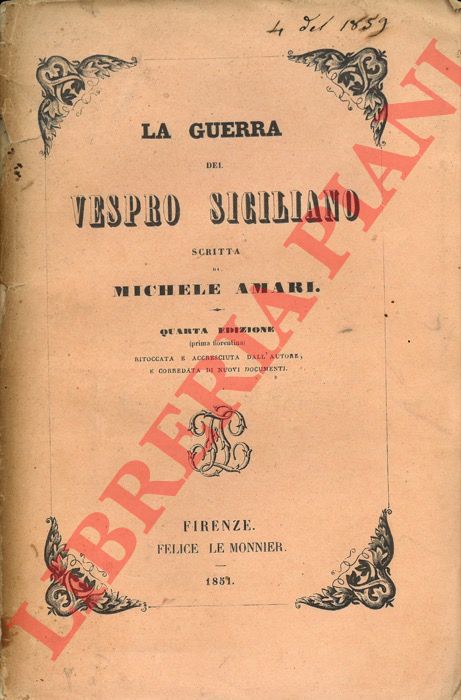 4 del 1859
LA GUERRA
DEL
VESPRO SICILIANO
SCRITTA
DA
MICHELE AMARI.
QUARTA EDIZIONE
(prima fiorentina)
RITOCCATA E ACCRESCIUTA DALL'AUTORE,
E CORREDATA DI NUOVI DOCUMENTI.
FIRENZE.
FELICE LE MONNIER.
1851.
LIBRERIA PIANI